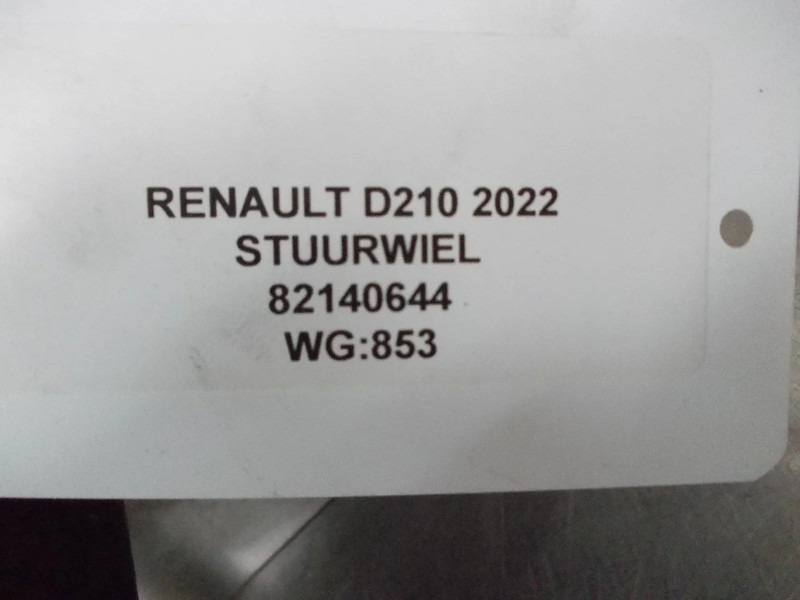 RENAULT D210 2022
STUURWIEL
82140644
WG:853